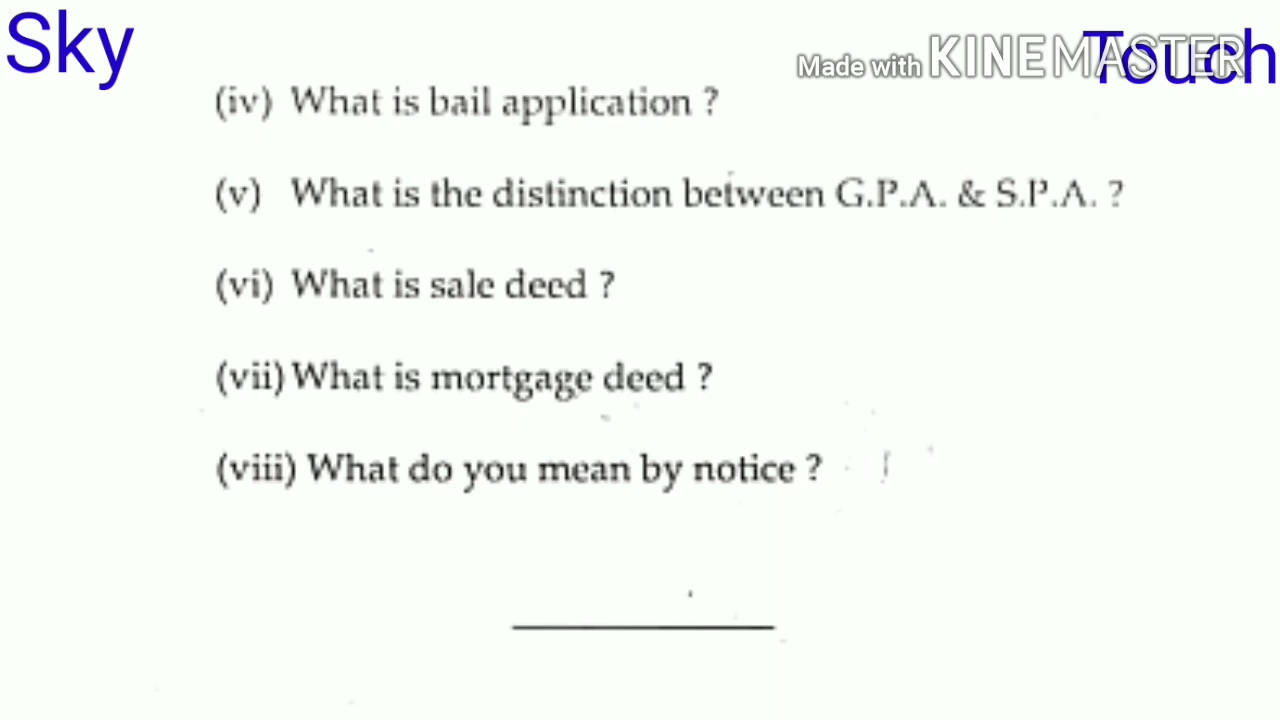 Sky
Made with KINEMASTER
Touch
(iv) What is bail application ?
(v) What is the distinction between G.P.A. & S.P.A. ?
(vi) What is sale deed ?
(vii) What is mortgage deed ?
(viii) What do you mean by notice ?